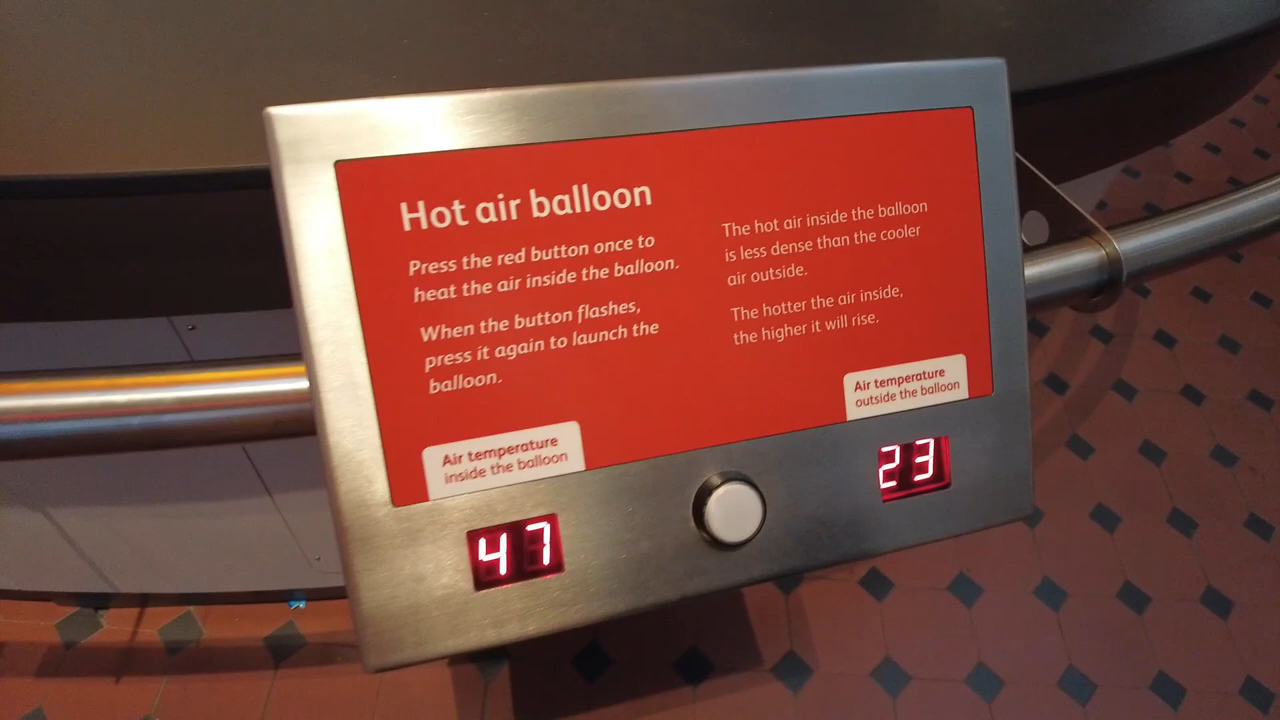 Hot air balloon
Press the red button once to
heat the air inside the balloon.
When the button flashes,
press it again to launch the
balloon.
The hot air inside the balloon
is less dense than the cooler
air outside.
The hotter the air inside,
the higher it will rise.
Air temperature
inside the balloon
47
Air temperature
outside the balloon
23